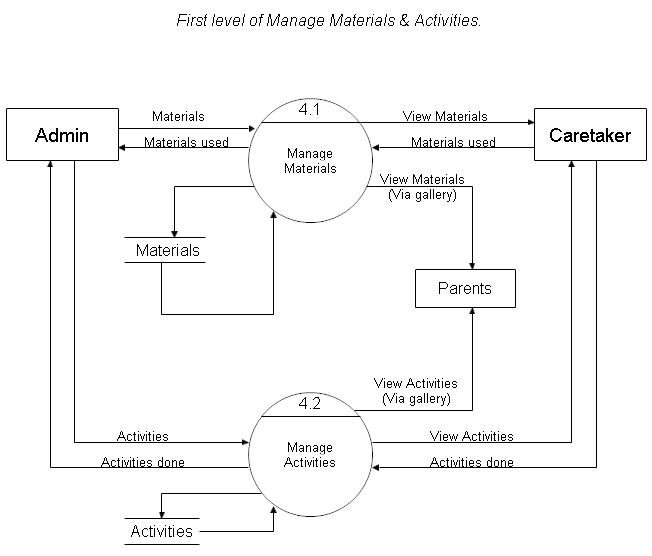 First level of Manage Materials & Activities.
4.1
Materials
View Materials
Admin
Caretaker
Materials used
Materials used
Manage
Materials
View Materials
(Via gallery)
Materials
Parents
View Activities
(Via gallery)
4.2
Activities
View Activities
Manage
Activities
Activities done
Activities done
Activities